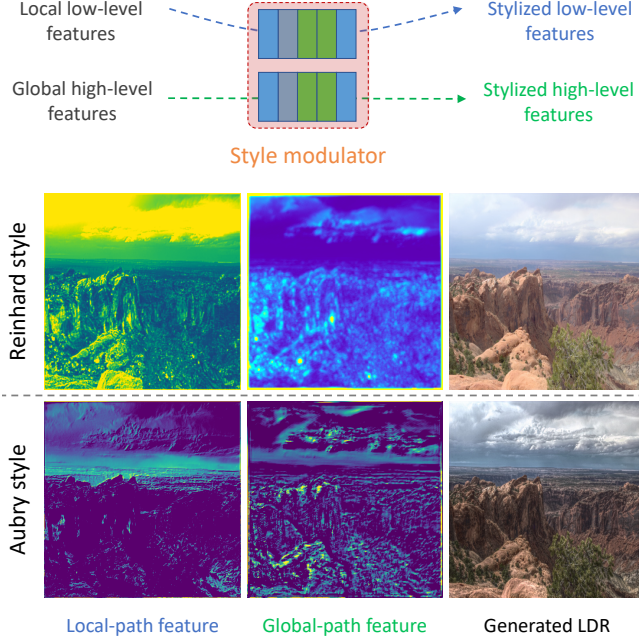 Local low-level
features
Stylized low-level
features
Global high-level
features
Stylized high-level
features
Style modulator
Reinhard style
Aubry style
Local-path feature
Global-path feature
Generated LDR